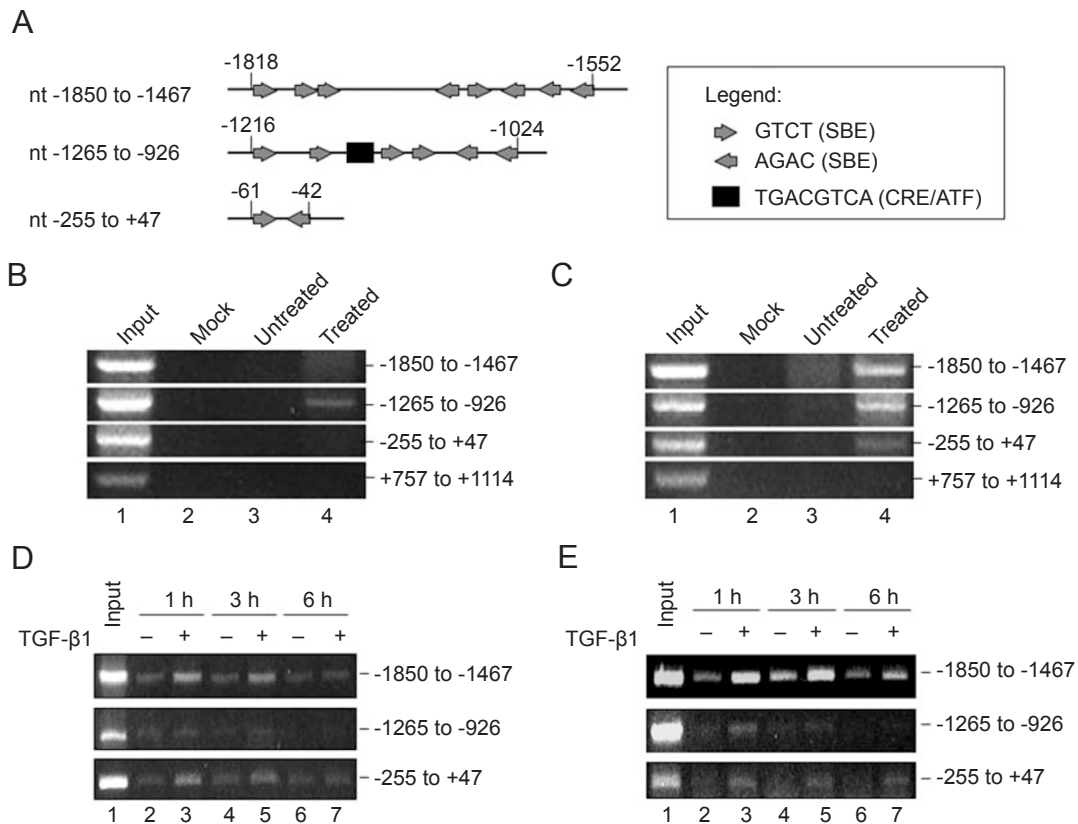 A
-1818
-1552
nt -1850 to -1467
-1216
-1024
nt -1265 to -926
-61
-42
nt -255 to +47
Legend:
GTCT (SBE)
AGAC (SBE)
TGACGTCA (CRE/ATF)
B
Input Mock Untreated Treated
-1850 to -1467
-1265 to -926
-255 to +47
+757 to +1114
1 2 3 4
C
Input Mock Untreated Treated
-1850 to -1467
-1265 to -926
-255 to +47
+757 to +1114
1 2 3 4
D
Input 1 h 3 h 6 h
TGF-β1 – + – + – +
-1850 to -1467
-1265 to -926
-255 to +47
1 2 3 4 5 6 7
E
Input 1 h 3 h 6 h
TGF-β1 – + – + – +
-1850 to -1467
-1265 to -926
-255 to +47
1 2 3 4 5 6 7